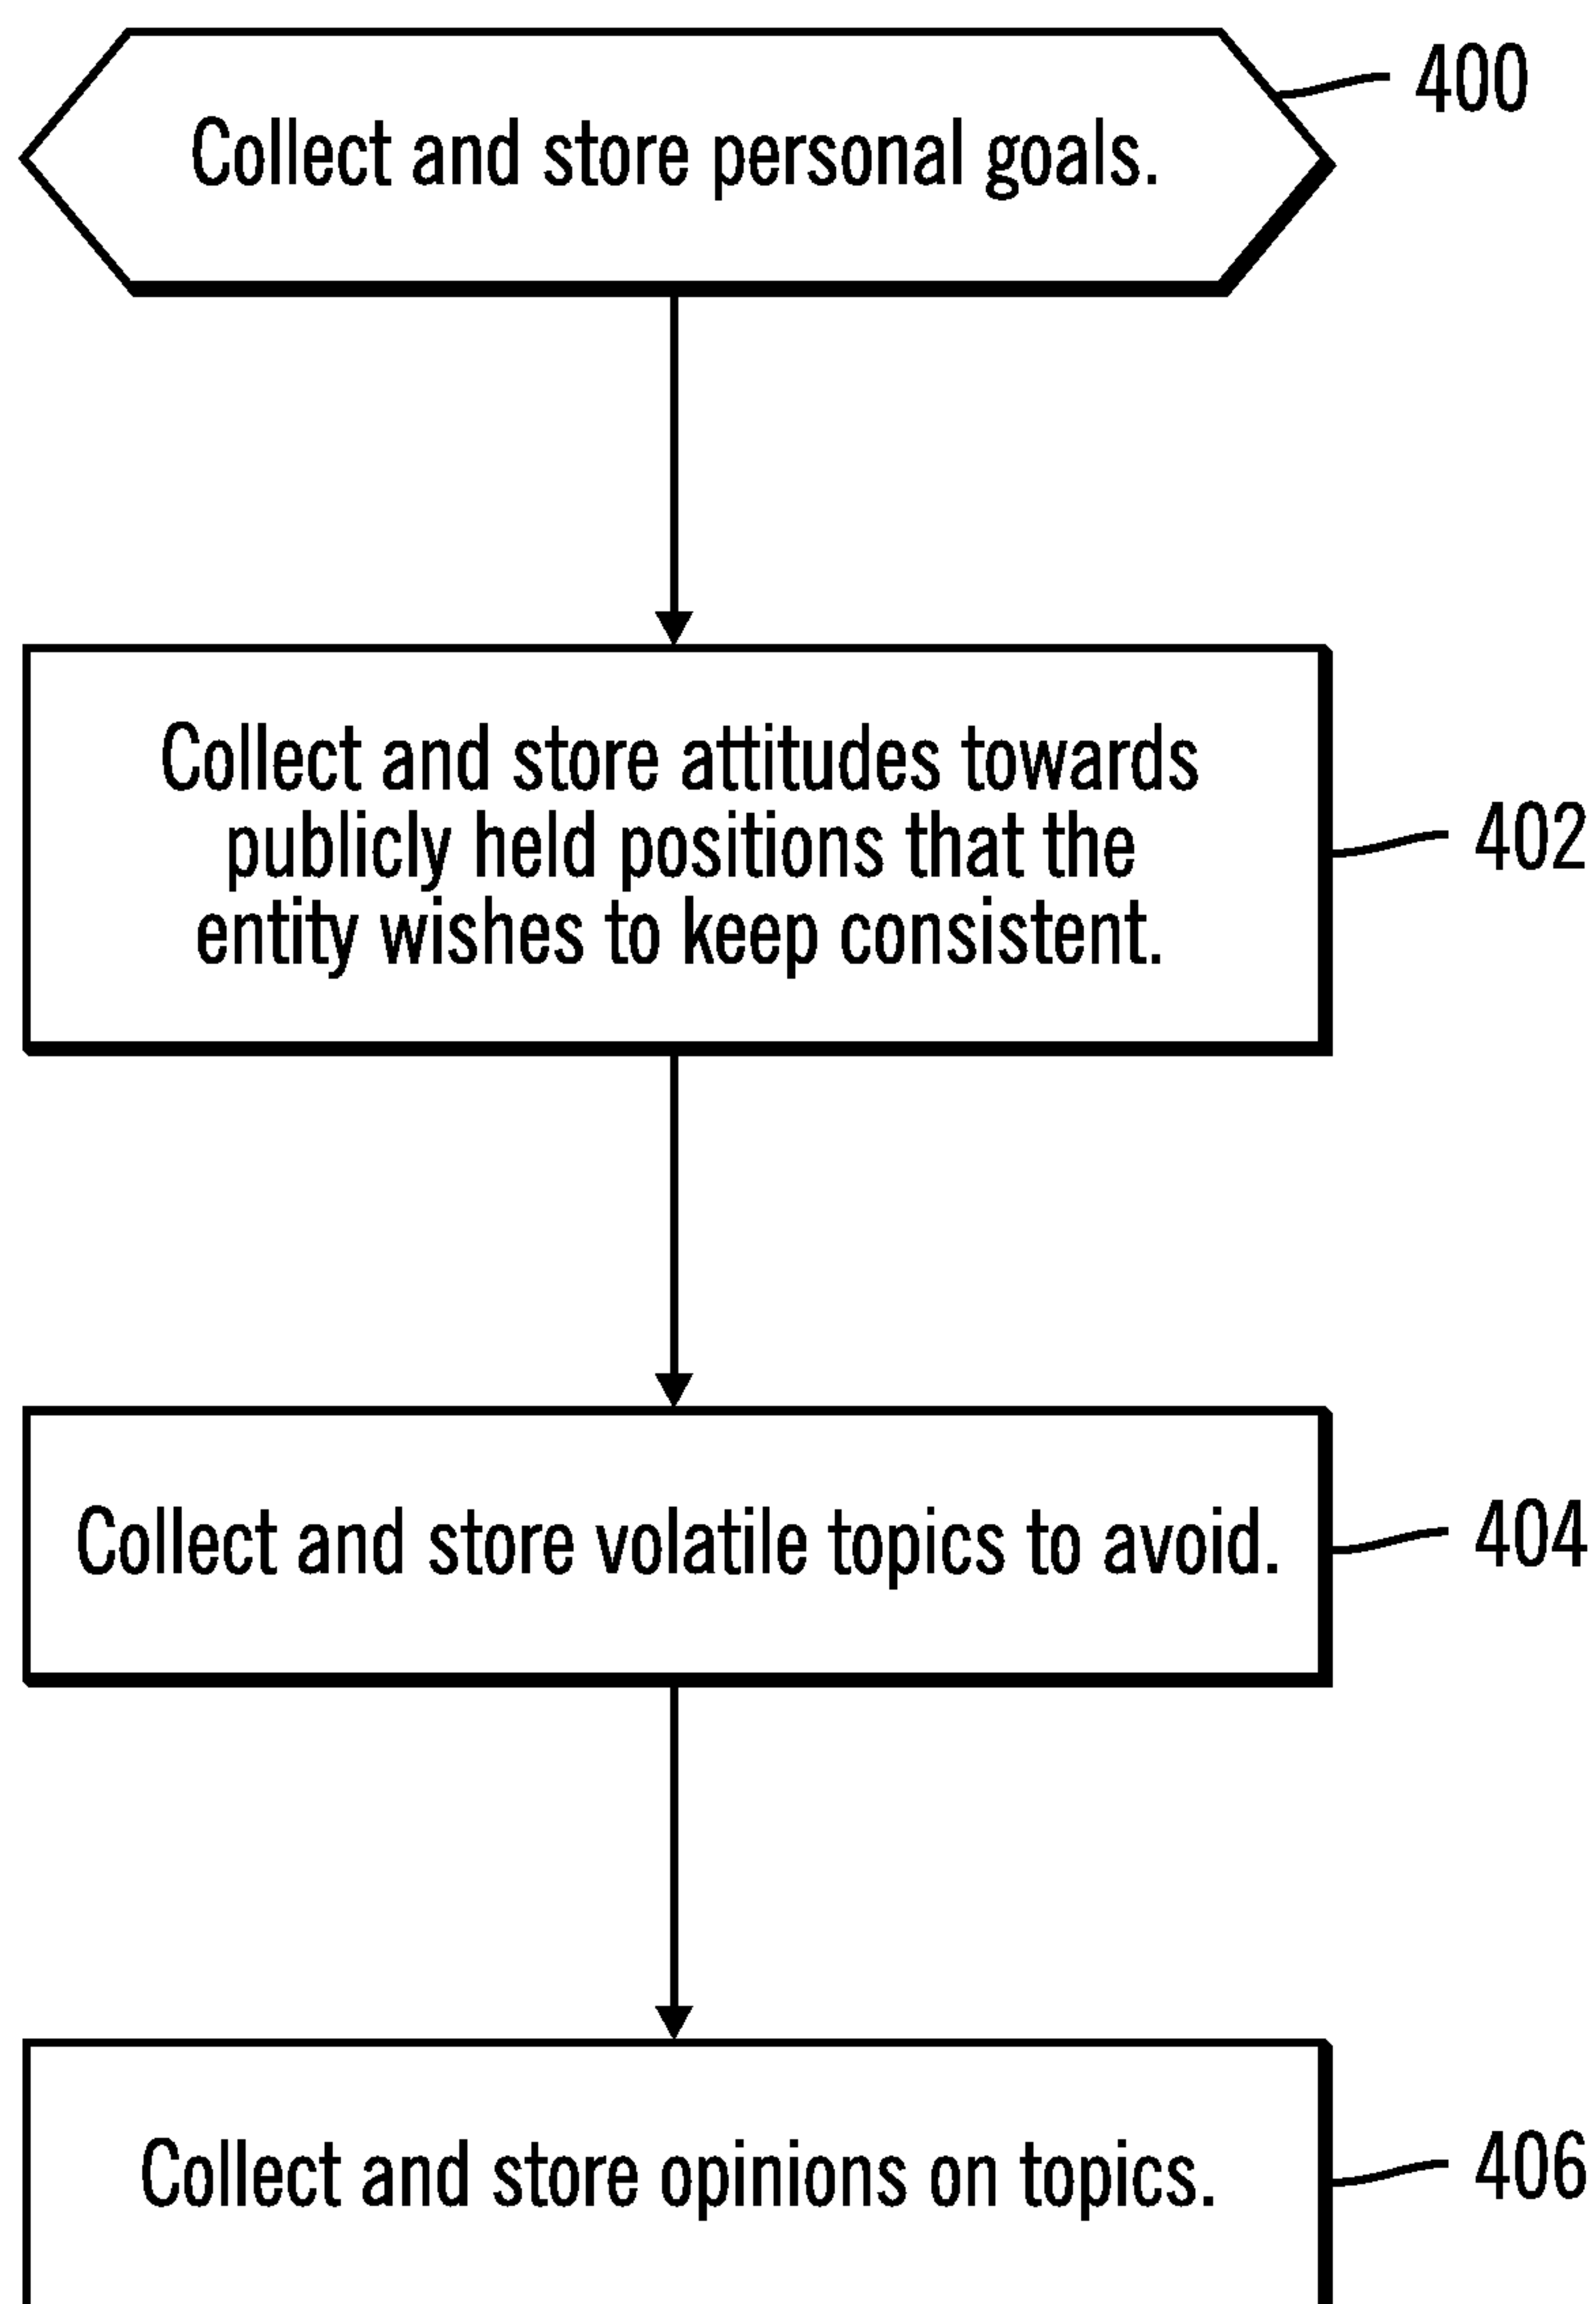 Collect and store personal goals.
400
Collect and store attitudes towards
publicly held positions that the
entity wishes to keep consistent.
402
Collect and store volatile topics to avoid.
404
Collect and store opinions on topics.
406